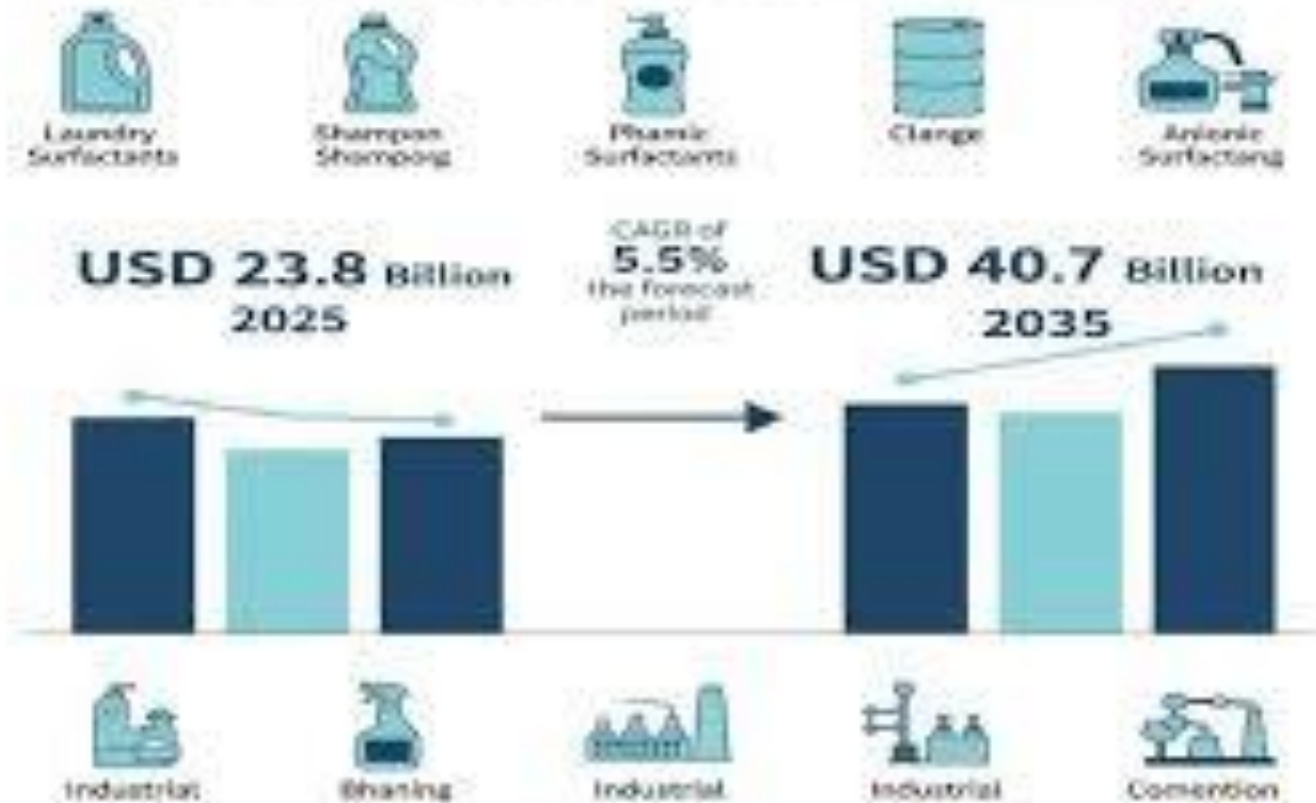 Laundry
Surfactants
Shampon
Shamporg
Phamic
Surfactants
Clange
Anionic
Surfactang
USD 23.8 Billion
2025
CAGR of
5.5%
the forecast
period
USD 40.7 Billion
2035
Industrial
Bhaning
Industrial
Industrial
Comention